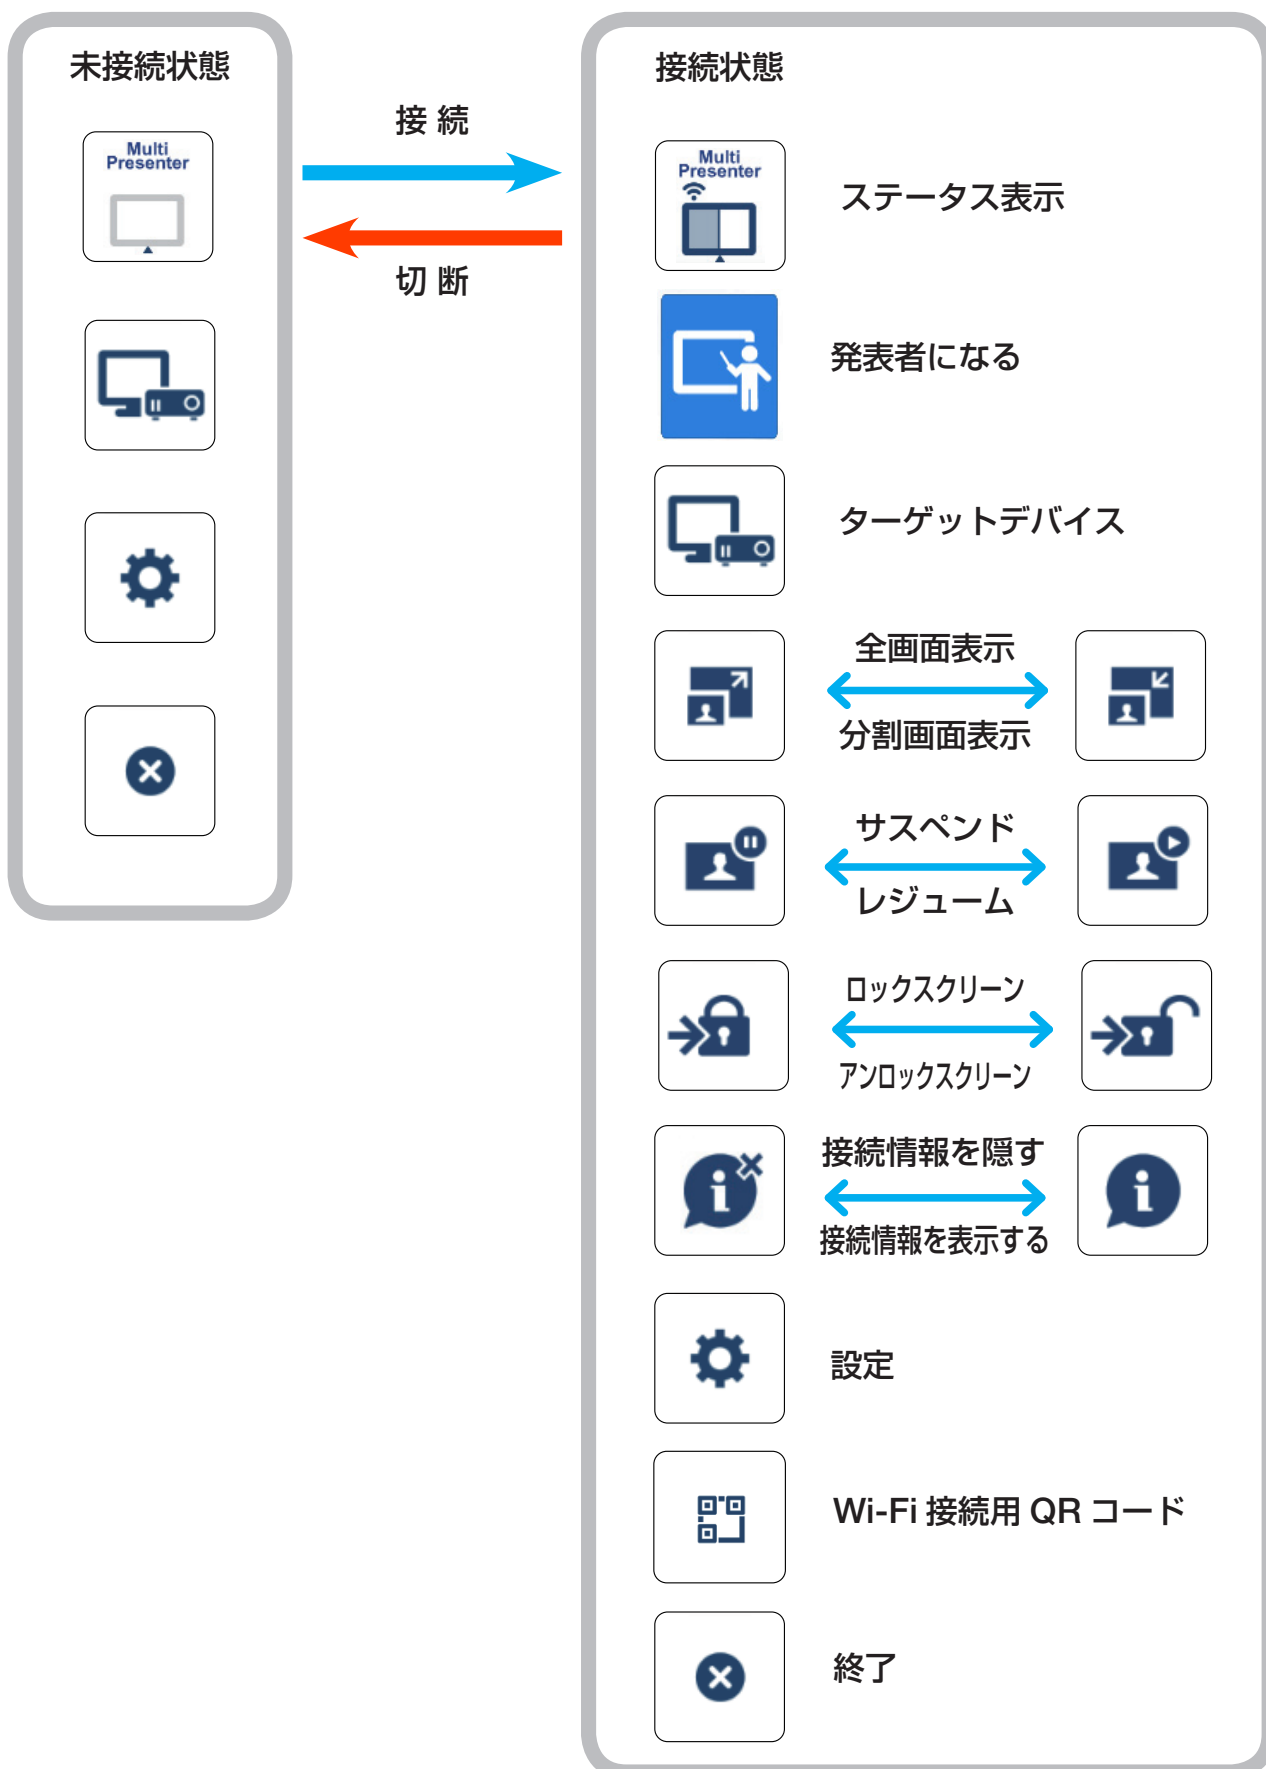 未接続状態
Multi
Presenter
接 続
切 断
接続状態
Multi
Presenter
ステータス表示
発表者になる
ターゲットデバイス
全画面表示
分割画面表示
サスペンド
レジューム
ロックスクリーン
アンロックスクリーン
接続情報を隠す
接続情報を表示する
設定
Wi-Fi 接続用 QR コード
終了